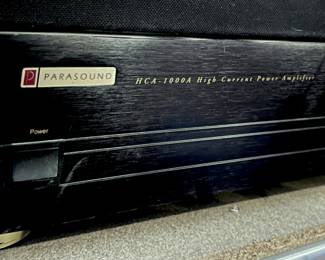 PARASOUND
HCA-1000A High Current Power Amplifier
Power